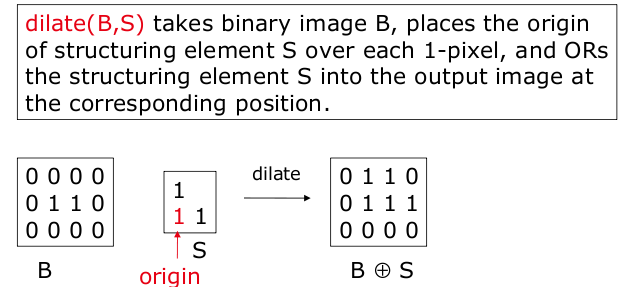 dilate(B,S) takes binary image B, places the origin
of structuring element S over each 1-pixel, and ORs
the structuring element S into the output image at
the corresponding position.
0 0 0 0
0 1 1 0
0 0 0 0
B
1
1 1
S
origin
dilate
0 1 1 0
0 1 1 1
0 0 0 0
B ⊕ S